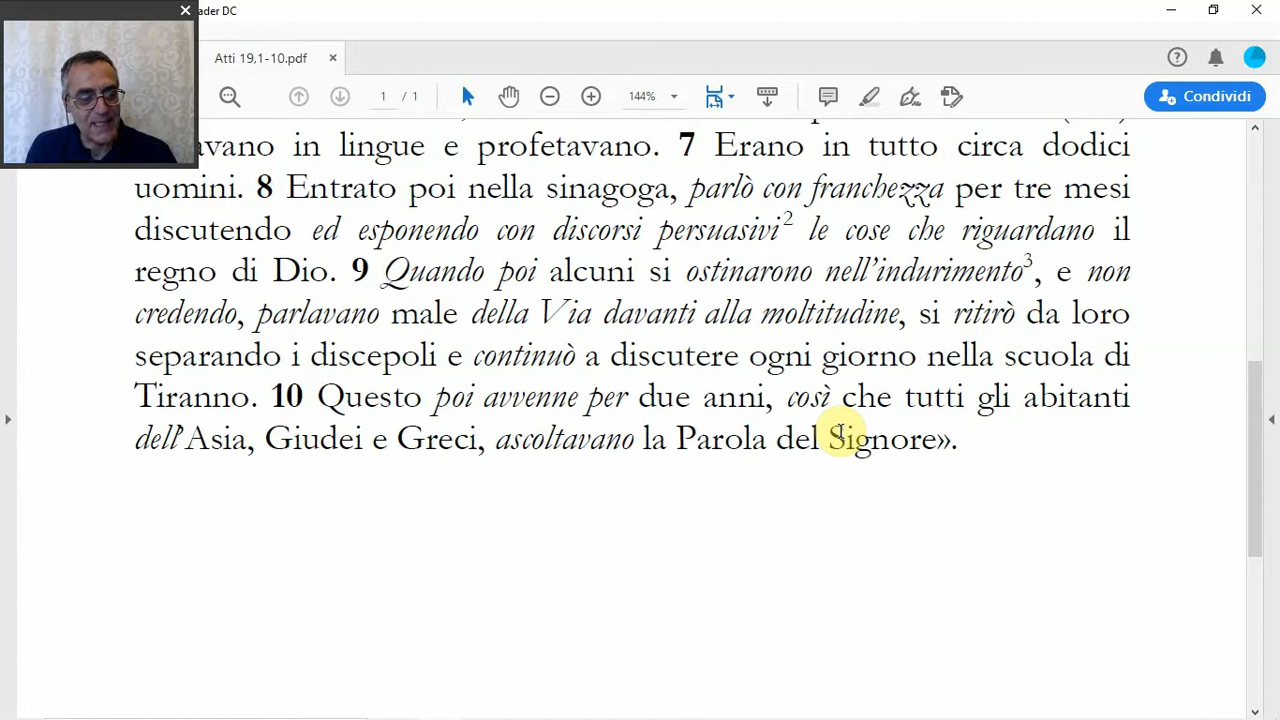 ader DC
Atti 19,1-10.pdf
1 / 1
144%
Condividi
avano in lingue e profetavano. 7 Erano in tutto circa dodici
uomini. 8 Entrato poi nella sinagoga, parlò con franchezza per tre mesi
discutendo ed esponendo con discorsi persuasivi2 le cose che riguardano il
regno di Dio. 9 Quando poi alcuni si ostinarono nell'indurimento3, e non
credendo, parlavano male della Via davanti alla moltitudine, si ritirò da loro
separando i discepoli e continuò a discutere ogni giorno nella scuola di
Tiranno. 10 Questo poi avvenne per due anni, così che tutti gli abitanti
dell'Asia, Giudei e Greci, ascoltavano la Parola del Signore».